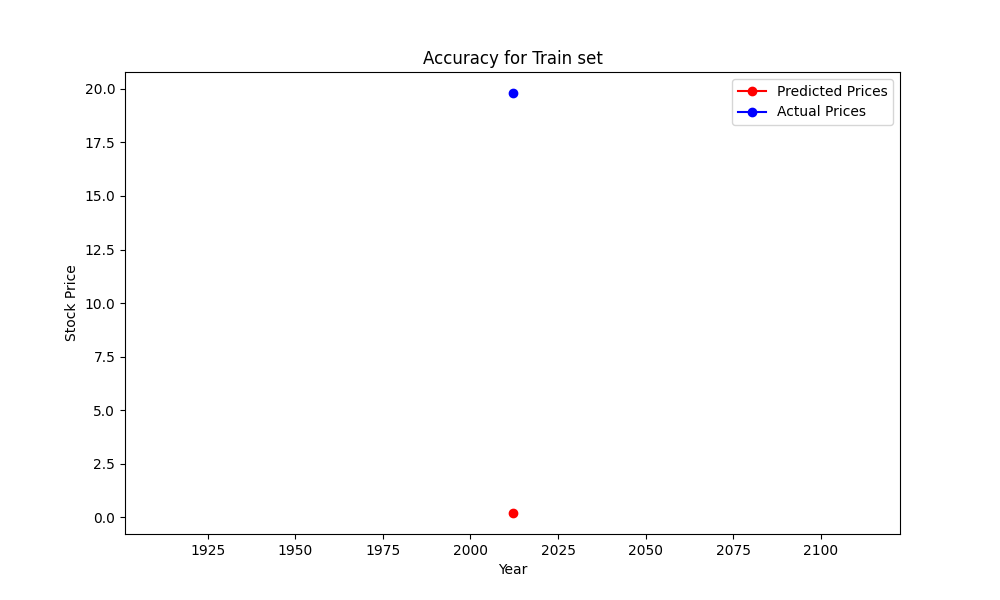 Accuracy for Train set
Predicted Prices
Actual Prices
20.0
17.5
15.0
12.5
10.0
7.5
5.0
2.5
0.0
Stock Price
1925 1950 1975 2000 2025 2050 2075 2100
Year